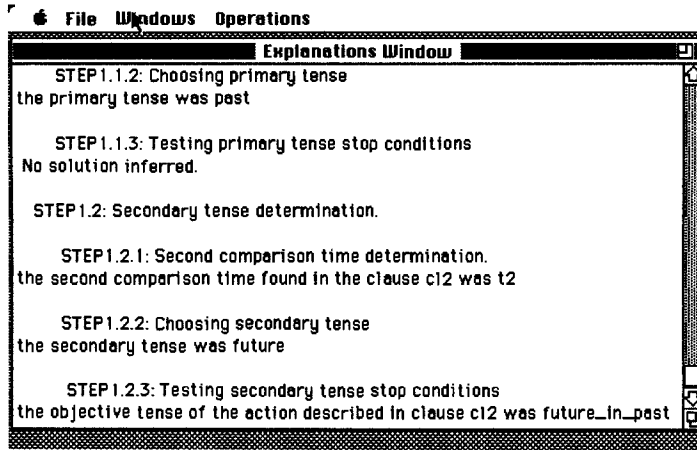 File Windows Operations
Explanations Window
STEP1.1.2: Choosing primary tense
the primary tense was past
STEP1.1.3: Testing primary tense stop conditions
No solution inferred.
STEP1.2: Secondary tense determination.
STEP1.2.1: Second comparison time determination.
the second comparison time found in the clause cl2 was t2
STEP1.2.2: Choosing secondary tense
the secondary tense was future
STEP1.2.3: Testing secondary tense stop conditions
the objective tense of the action described in clause cl2 was future_in_past